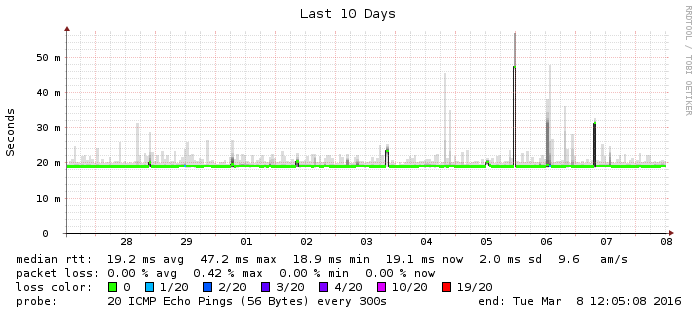 Last 10 Days
RRDTOOL / TOBI OETIKER
Seconds
50 m
40 m
30 m
20 m
10 m
0
28 29 01 02 03 04 05 06 07 08
median rtt: 19.2 ms avg 47.2 ms max 18.9 ms min 19.1 ms now 2.0 ms sd 9.6 am/s
packet loss: 0.00 % avg 0.42 % max 0.00 % min 0.00 % now
loss color: 0 1/20 2/20 3/20 4/20 10/20 19/20
probe: 20 ICMP Echo Pings (56 Bytes) every 300s end: Tue Mar 8 12:05:08 2016